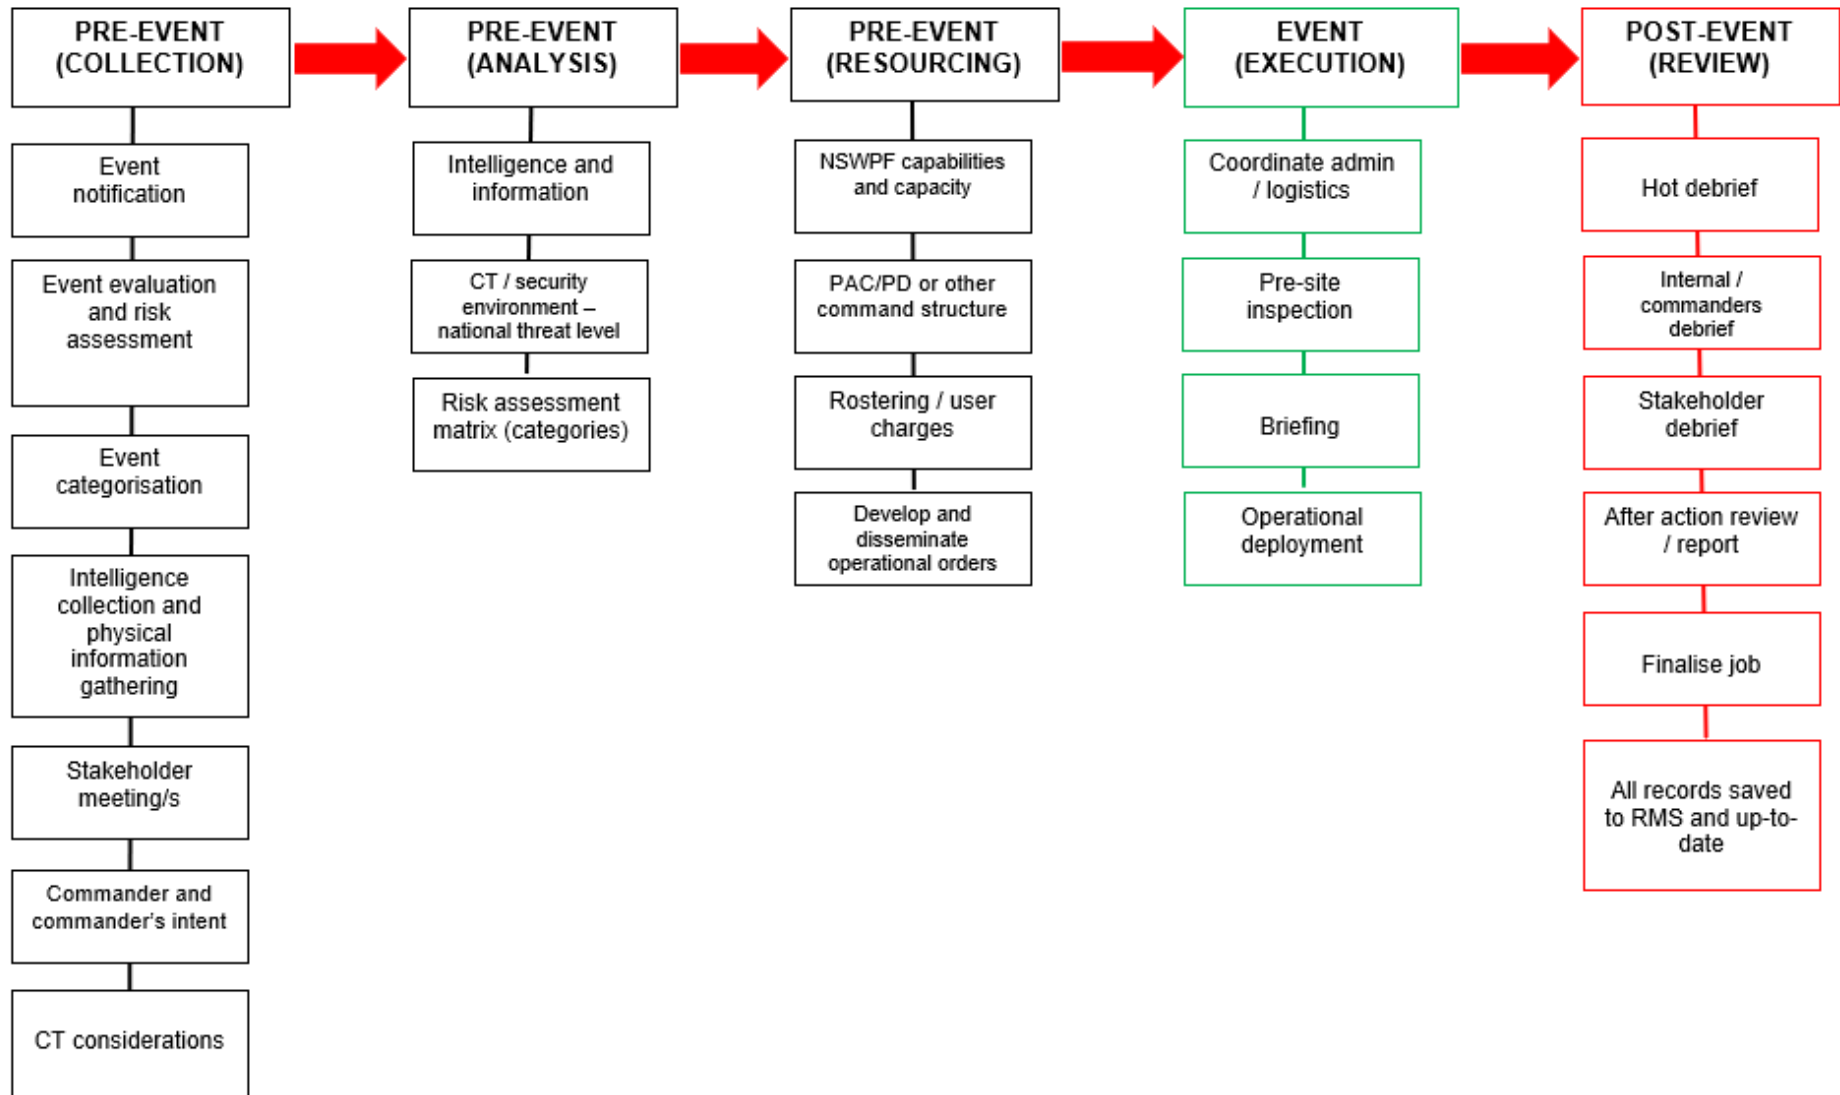 PRE-EVENT
(COLLECTION)
Event
notification
Event evaluation
and risk
assessment
Event
categorisation
Intelligence
collection and
physical
information
gathering
Stakeholder
meeting/s
Commander and
commander's intent
CT considerations
PRE-EVENT
(ANALYSIS)
Intelligence and
information
CT / security
environment –
national threat level
Risk assessment
matrix (categories)
PRE-EVENT
(RESOURCING)
NSWPF capabilities
and capacity
PAC/PD or other
command structure
Rostering / user
charges
Develop and
disseminate
operational orders
EVENT
(EXECUTION)
Coordinate admin
/ logistics
Pre-site
inspection
Briefing
Operational
deployment
POST-EVENT
(REVIEW)
Hot debrief
Internal /
commanders
debrief
Stakeholder
debrief
After action review
/ report
Finalise job
All records saved
to RMS and up-to-
date